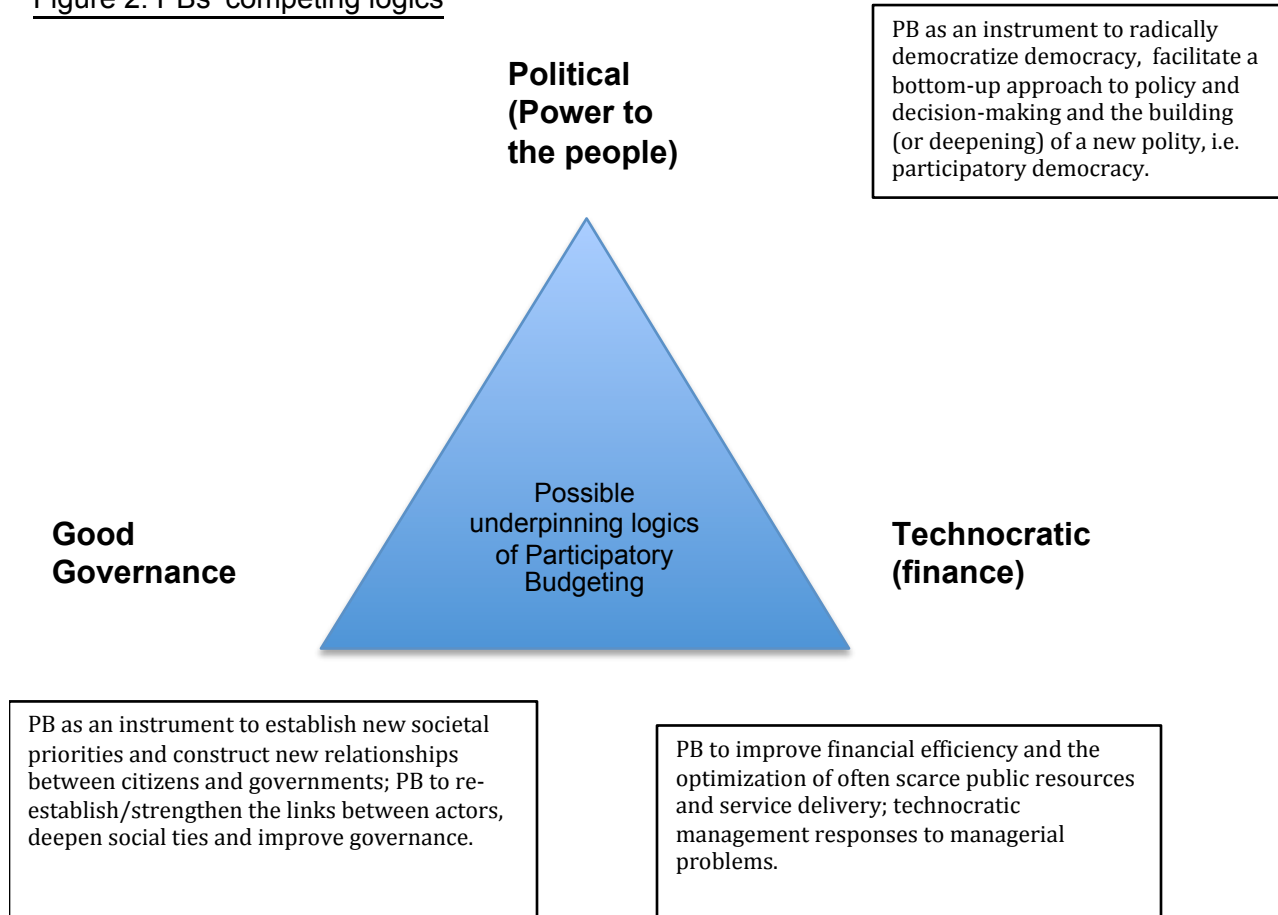 Figure 2. PBs' competing logics
PB as an instrument to radically
democratize democracy, facilitate a
bottom-up approach to policy and
decision-making and the building
(or deepening) of a new polity, i.e.
participatory democracy.
Political
(Power to
the people)
Possible
underpinning logics
of Participatory
Budgeting
Good
Governance
Technocratic
(finance)
PB as an instrument to establish new societal
priorities and construct new relationships
between citizens and governments; PB to re-
establish/strengthen the links between actors,
deepen social ties and improve governance.
PB to improve financial efficiency and the
optimization of often scarce public resources
and service delivery; technocratic
management responses to managerial
problems.